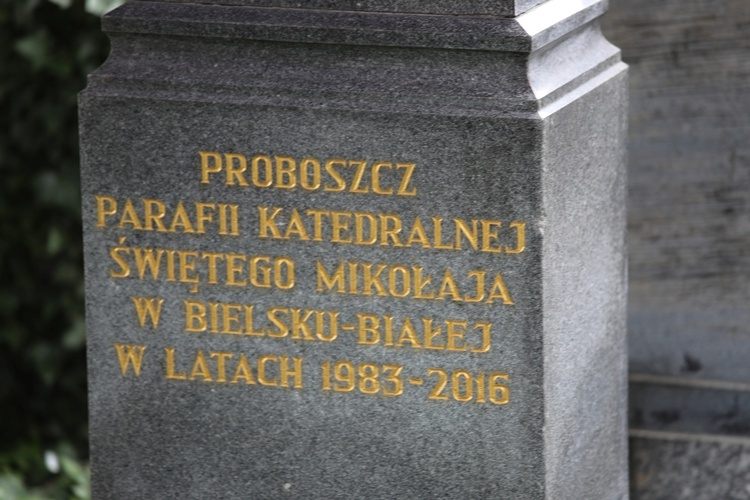 PROBOSZCZ
PARAFII KATEDRALNEJ
ŚWIĘTEGO MIKOŁAJA
W BIELSKU-BIAŁEJ
W LATACH 1983-2016